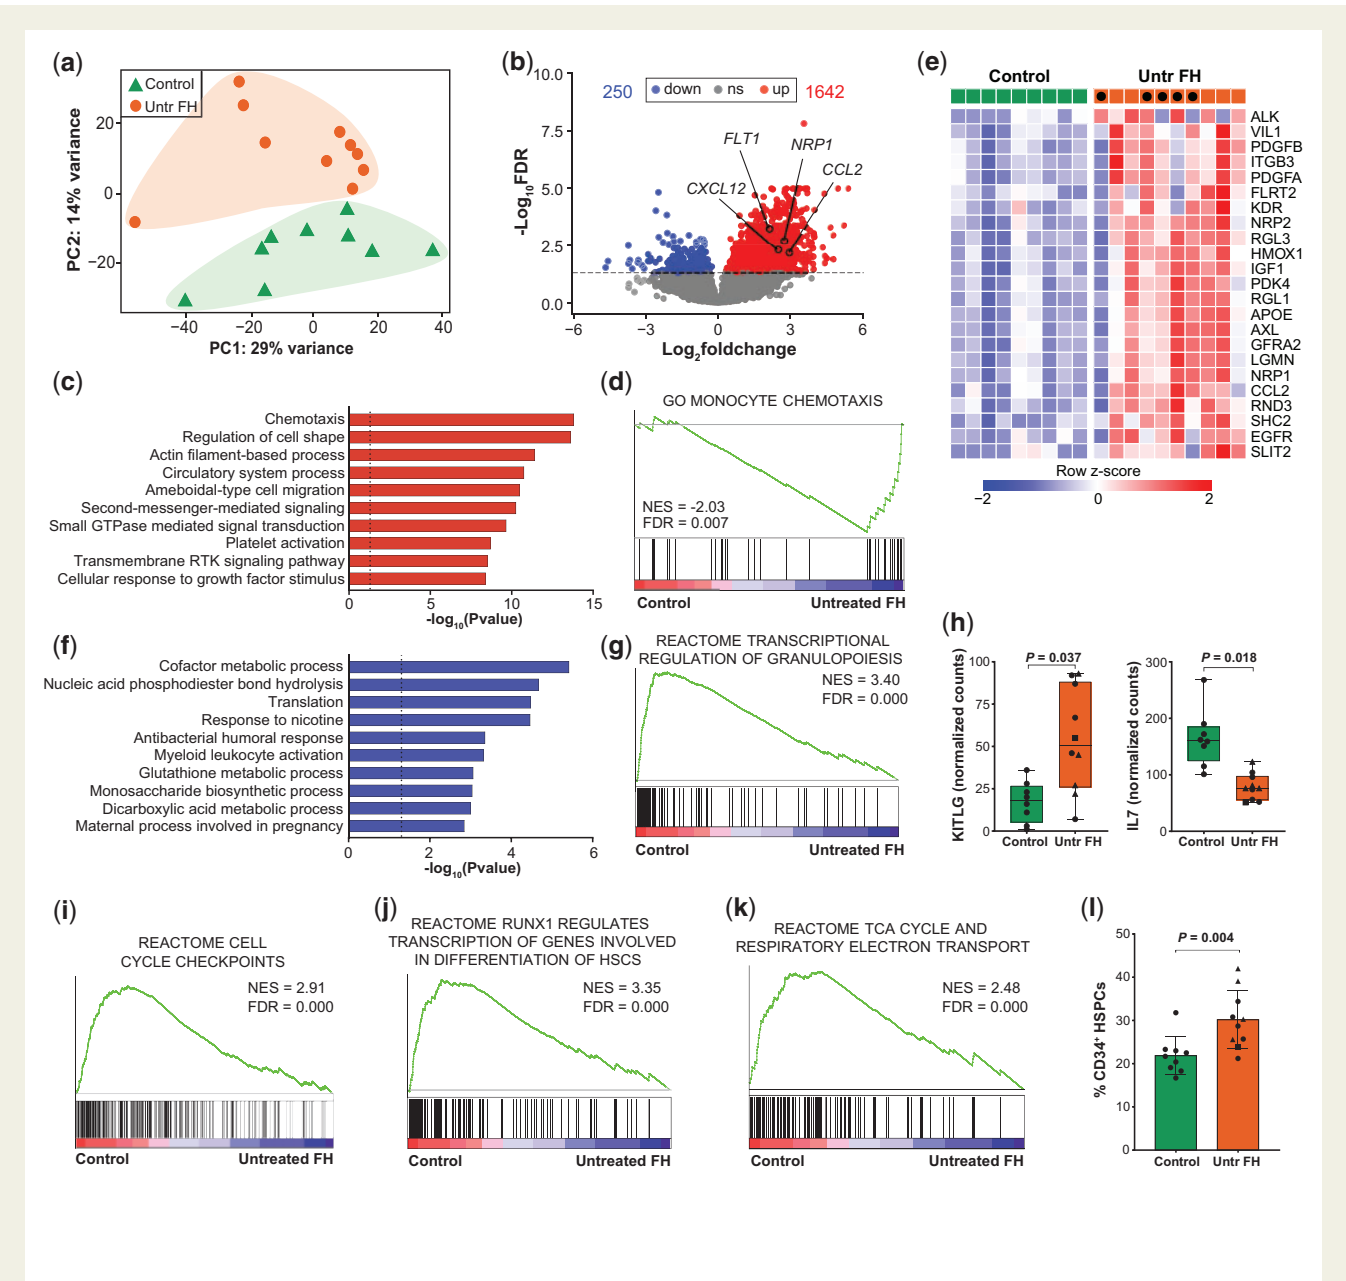 (a)
Control
Untr FH
PC2: 14% variance
20
0
−20
−40
−20
0
20
40
PC1: 29% variance
(b)
10.0
7.5
5.0
2.5
0.0
-Log10FDR
250
down
ns
up
1642
FLT1
NRP1
CCL2
CXCL12
−6
−3
0
3
6
Log2foldchange
(e)
Control
Untr FH
ALK
VIL1
PDGFB
ITGB3
PDGFA
FLRT2
KDR
NRP2
RGL3
HMOX1
IGF1
PDK4
RGL1
APOE
AXL
GFRA2
LGMN
NRP1
CCL2
RND3
SHC2
EGFR
SLIT2
Row z-score
−2
0
2
(c)
Chemotaxis
Regulation of cell shape
Actin filament-based process
Circulatory system process
Ameboidal-type cell migration
Second-messenger-mediated signaling
Small GTPase mediated signal transduction
Platelet activation
Transmembrane RTK signaling pathway
Cellular response to growth factor stimulus
0
5
10
15
-log10(Pvalue)
(d)
GO MONOCYTE CHEMOTAXIS
NES = -2.03
FDR = 0.007
Control
Untreated FH
(f)
Cofactor metabolic process
Nucleic acid phosphodiester bond hydrolysis
Translation
Response to nicotine
Antibacterial humoral response
Myeloid leukocyte activation
Glutathione metabolic process
Monosaccharide biosynthetic process
Dicarboxylic acid metabolic process
Maternal process involved in pregnancy
0
2
4
6
-log10(Pvalue)
(g)
REACTOME TRANSCRIPTIONAL
REGULATION OF GRANULOPOIESIS
NES = 3.40
FDR = 0.000
Control
Untreated FH
(h)
KITLG (normalized counts)
100
75
50
25
0
P = 0.037
Control
Untr FH
IL7 (normalized counts)
300
200
100
0
P = 0.018
Control
Untr FH
(i)
REACTOME CELL
CYCLE CHECKPOINTS
NES = 2.91
FDR = 0.000
Control
Untreated FH
(j)
REACTOME RUNX1 REGULATES
TRANSCRIPTION OF GENES INVOLVED
IN DIFFERENTIATION OF HSCS
NES = 3.35
FDR = 0.000
Control
Untreated FH
(k)
REACTOME TCA CYCLE AND
RESPIRATORY ELECTRON TRANSPORT
NES = 2.48
FDR = 0.000
Control
Untreated FH
(l)
% CD34+ HSPCs
50
40
30
20
10
0
P = 0.004
Control
Untr FH